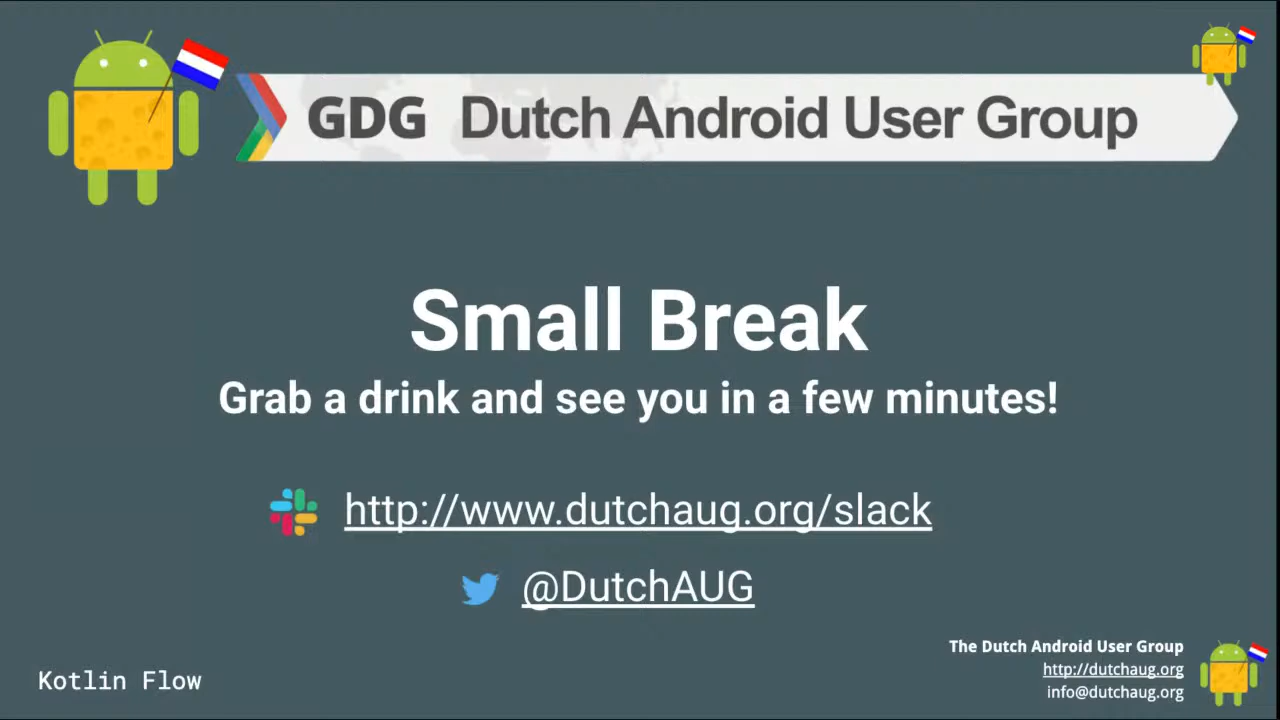 GDG Dutch Android User Group
Small Break
Grab a drink and see you in a few minutes!
http://www.dutchaug.org/slack
@DutchAUG
Kotlin Flow
The Dutch Android User Group
http://dutchaug.org
info@dutchaug.org